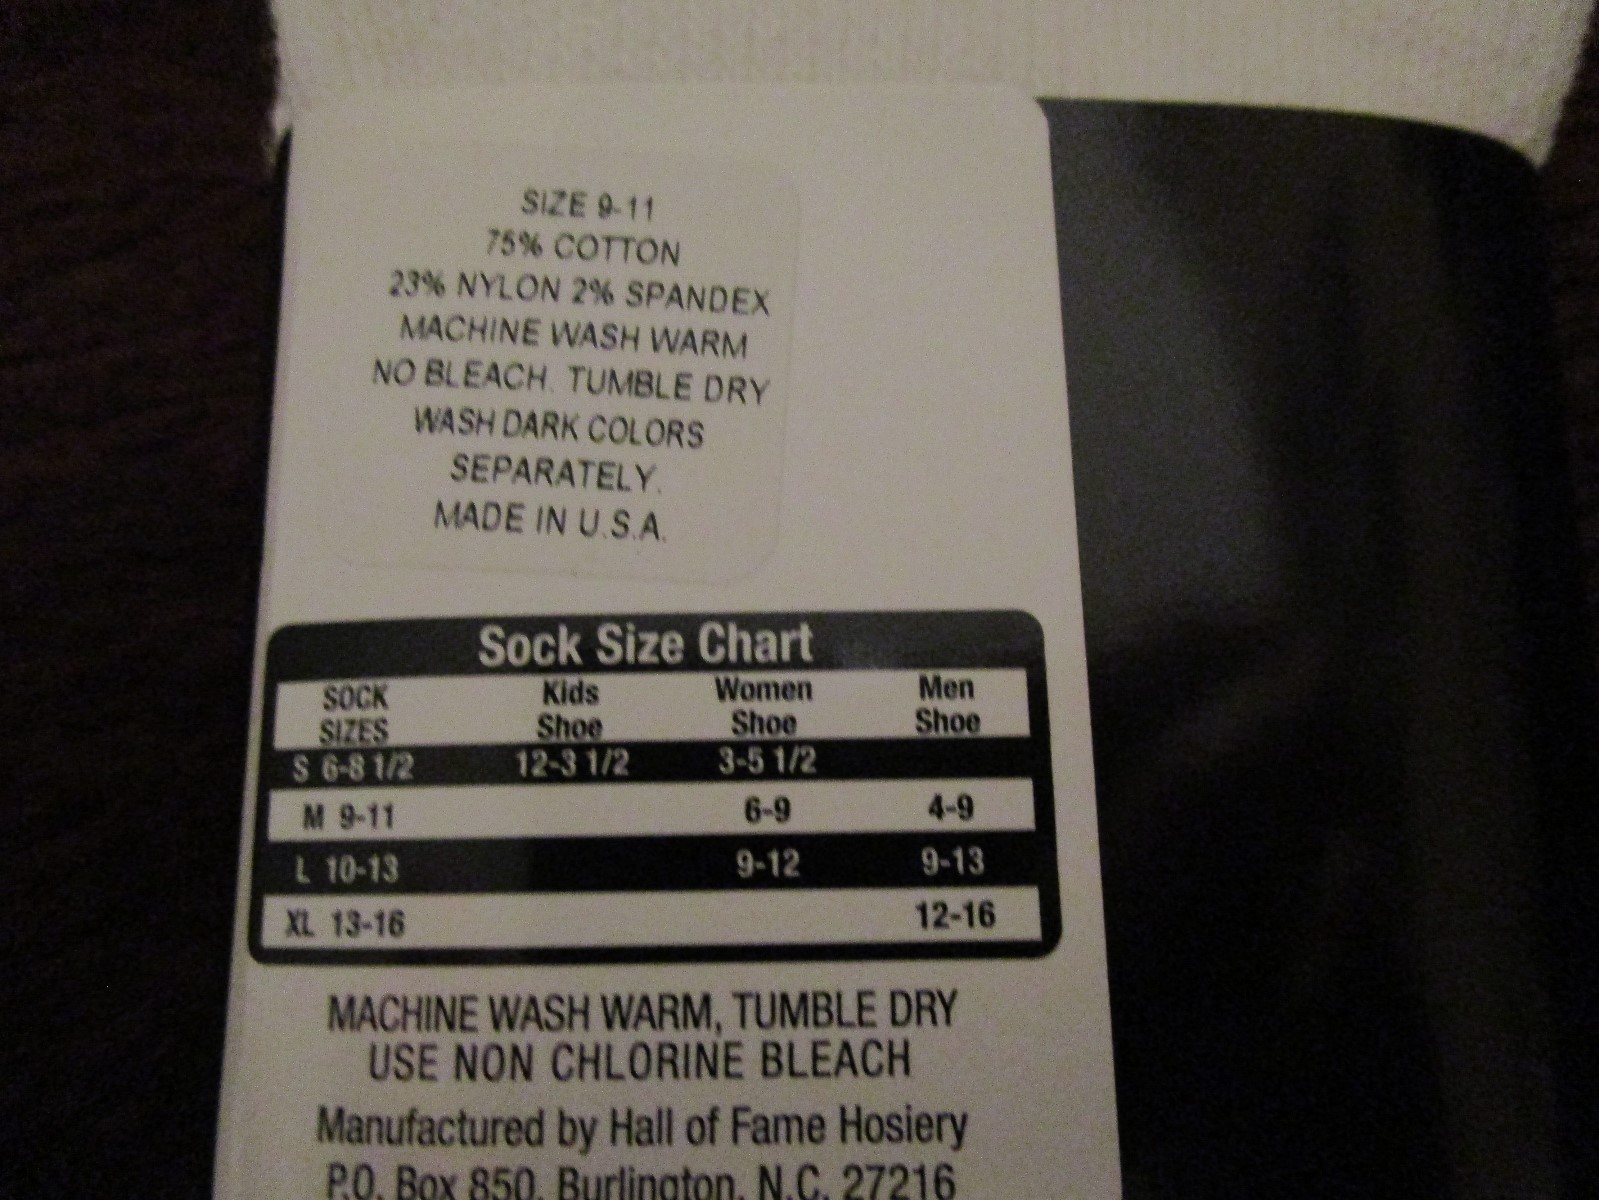 SIZE 9-11
75% COTTON
23% NYLON 2% SPANDEX
MACHINE WASH WARM
NO BLEACH. TUMBLE DRY
WASH DARK COLORS
SEPARATELY.
MADE IN U.S.A.
Sock Size Chart
SOCK Kids Women Men
SIZES Shoe Shoe Shoe
S 6-8 1/2 12-3 1/2 3-5 1/2
M 9-11 6-9 4-9
L 10-13 9-12 9-13
XL 13-16 12-16
MACHINE WASH WARM, TUMBLE DRY
USE NON CHLORINE BLEACH
Manufactured by Hall of Fame Hosiery
P.O. Box 850, Burlington, N.C. 27216